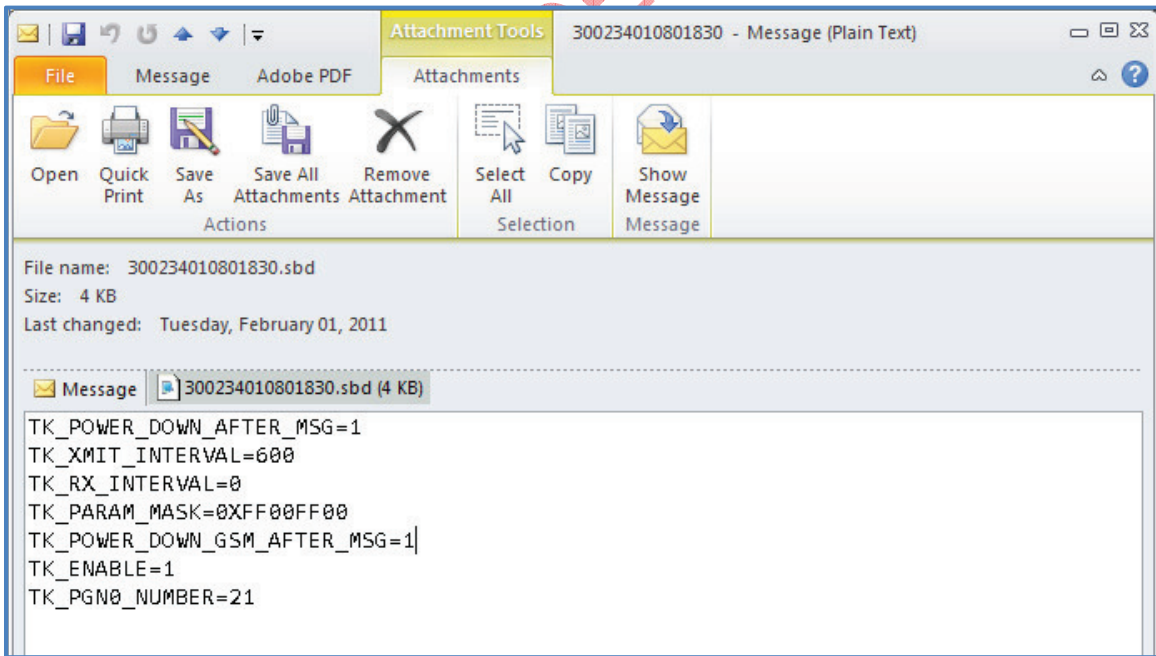 Attachment Tools 300234010801830 - Message (Plain Text)
File Message Adobe PDF Attachments
Open Quick Print Save As Save All Attachments Remove Attachment Select All Copy Show Message
Actions Selection Message
File name: 300234010801830.sbd
Size: 4 KB
Last changed: Tuesday, February 01, 2011
Message 300234010801830.sbd (4 KB)
TK_POWER_DOWN_AFTER_MSG=1
TK_XMIT_INTERVAL=600
TK_RX_INTERVAL=0
TK_PARAM_MASK=0XFF00FF00
TK_POWER_DOWN_GSM_AFTER_MSG=1
TK_ENABLE=1
TK_PGN0_NUMBER=21